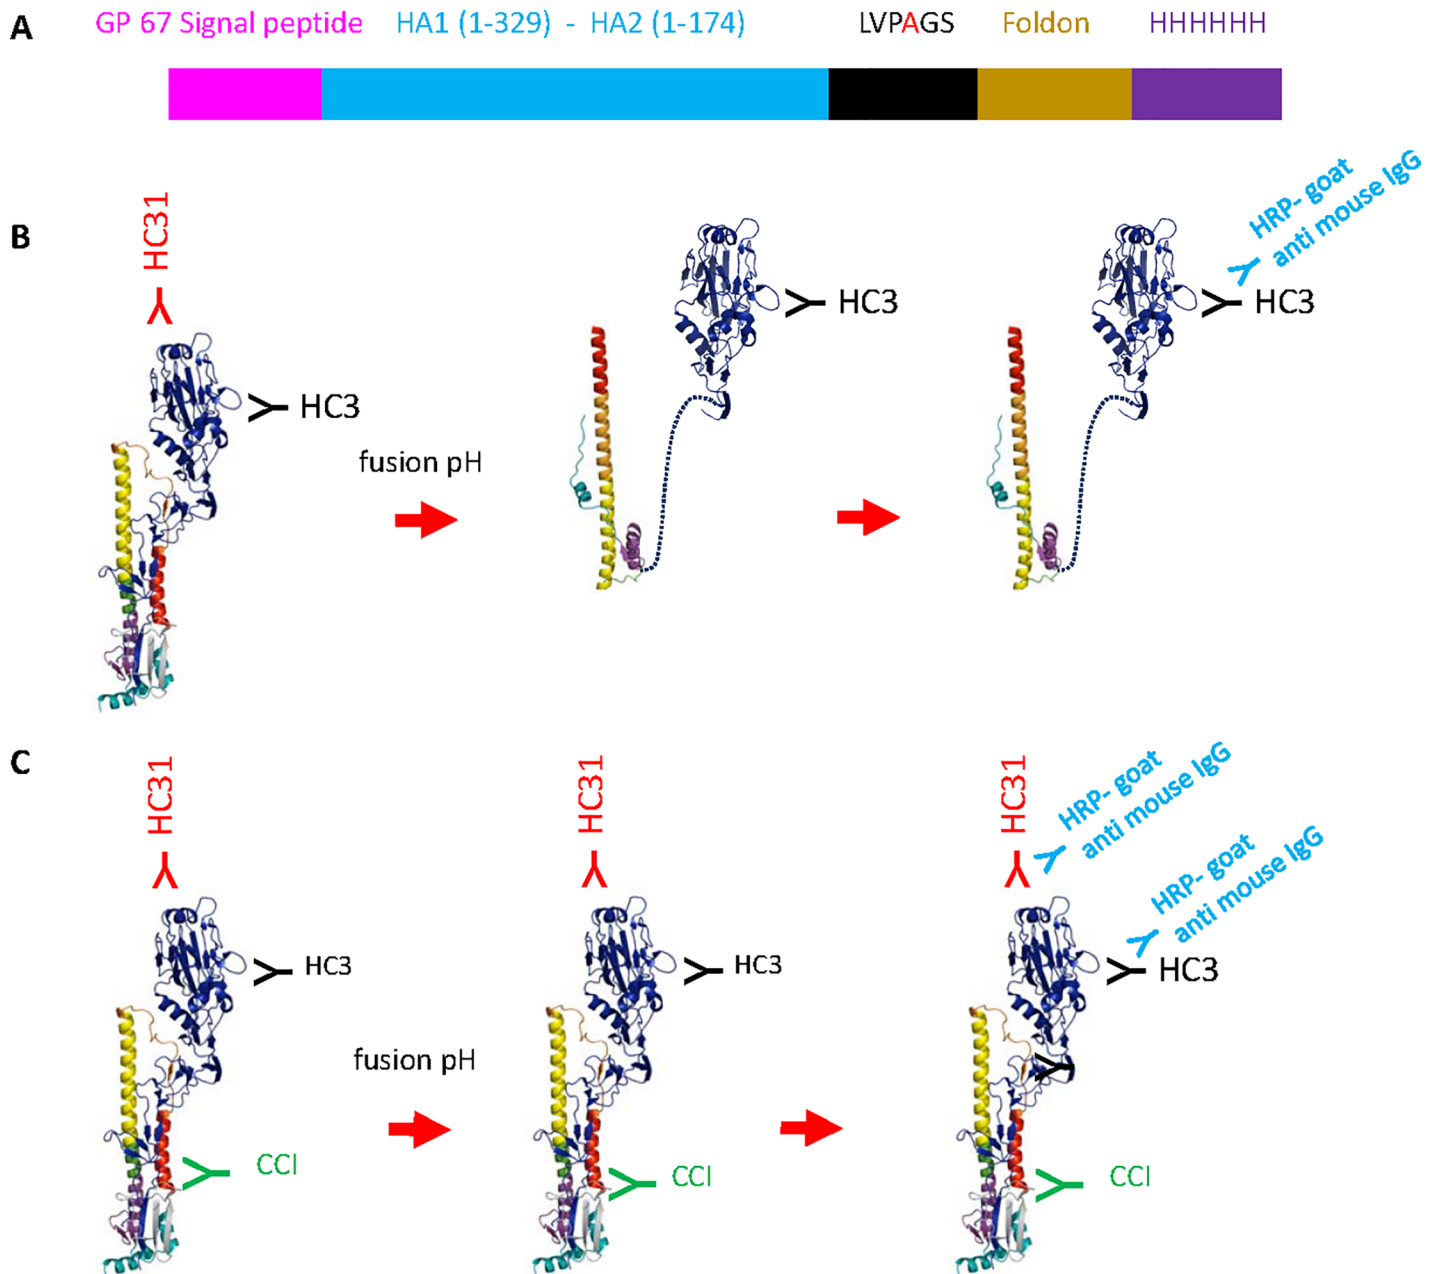 A
GP 67 Signal peptide
HA1 (1-329) - HA2 (1-174)
LVPAGS
Foldon
HHHHHH
B
HC31
HC3
fusion pH
HC3
HRP- goat
anti mouse IgG
HC3
C
HC31
HC3
CCI
fusion pH
HC31
HC3
CCI
HC31
HRP- goat
anti mouse IgG
HRP- goat
anti mouse IgG
HC3
CCI